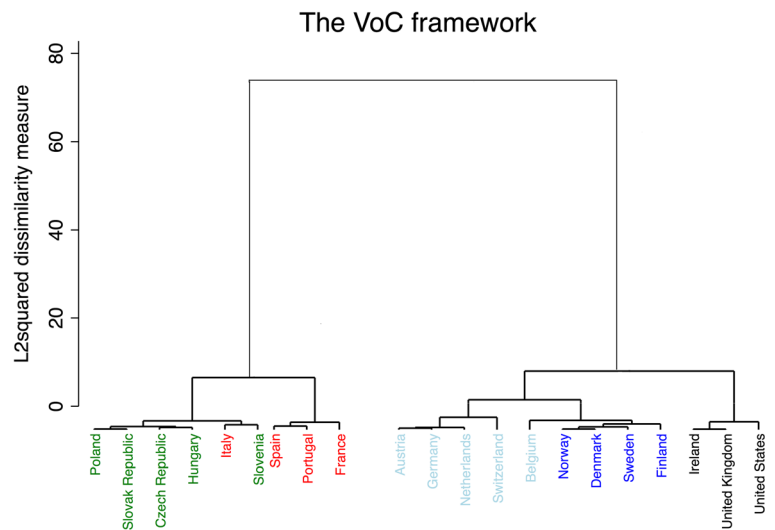 The VoC framework
L2squared dissimilarity measure
80
60
40
20
0
Poland
Slovak Republic
Czech Republic
Hungary
Italy
Slovenia
Spain
Portugal
France
Austria
Germany
Netherlands
Switzerland
Belgium
Norway
Denmark
Sweden
Finland
Ireland
United Kingdom
United States